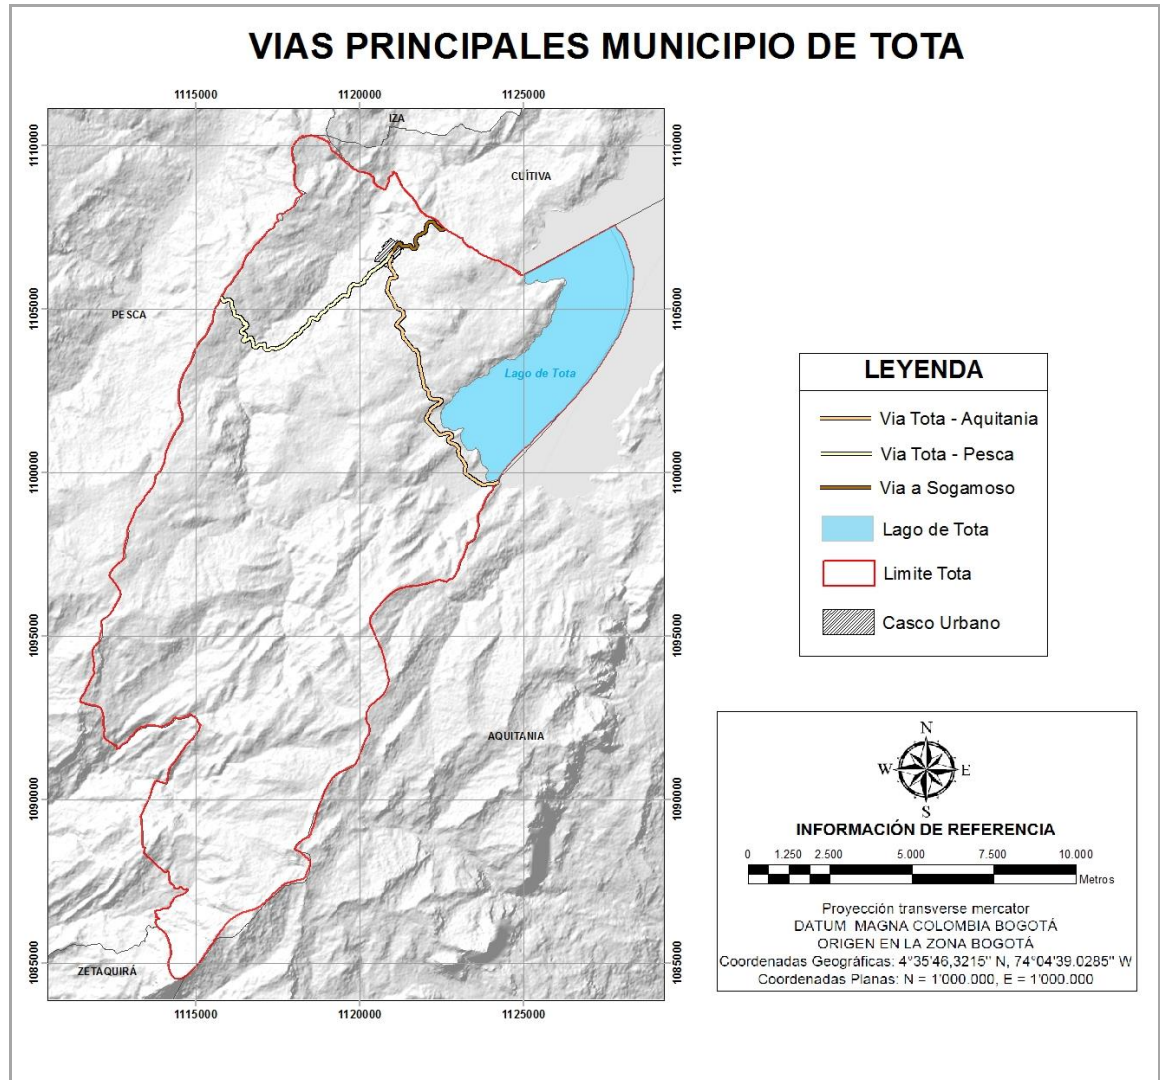 VIAS PRINCIPALES MUNICIPIO DE TOTA
1115000 1120000 1125000
IZA
1110000 1110000
CUÍTIVA
PESCA
1105000 1105000
Lago de Tota
1100000 1100000
1095000 1095000
AQUITANIA
1090000 1090000
ZETAQUIRÁ
1085000 1085000
1115000 1120000 1125000
LEYENDA
Via Tota - Aquitania
Via Tota - Pesca
Via a Sogamoso
Lago de Tota
Limite Tota
Casco Urbano
N
W E
S
INFORMACIÓN DE REFERENCIA
0 1.250 2.500 5.000 7.500 10.000
Metros
Proyección transverse mercator
DATUM MAGNA COLOMBIA BOGOTÁ
ORIGEN EN LA ZONA BOGOTÁ
Coordenadas Geográficas: 4°35'46,3215" N, 74°04'39.0285" W
Coordenadas Planas: N = 1'000.000, E = 1'000.000